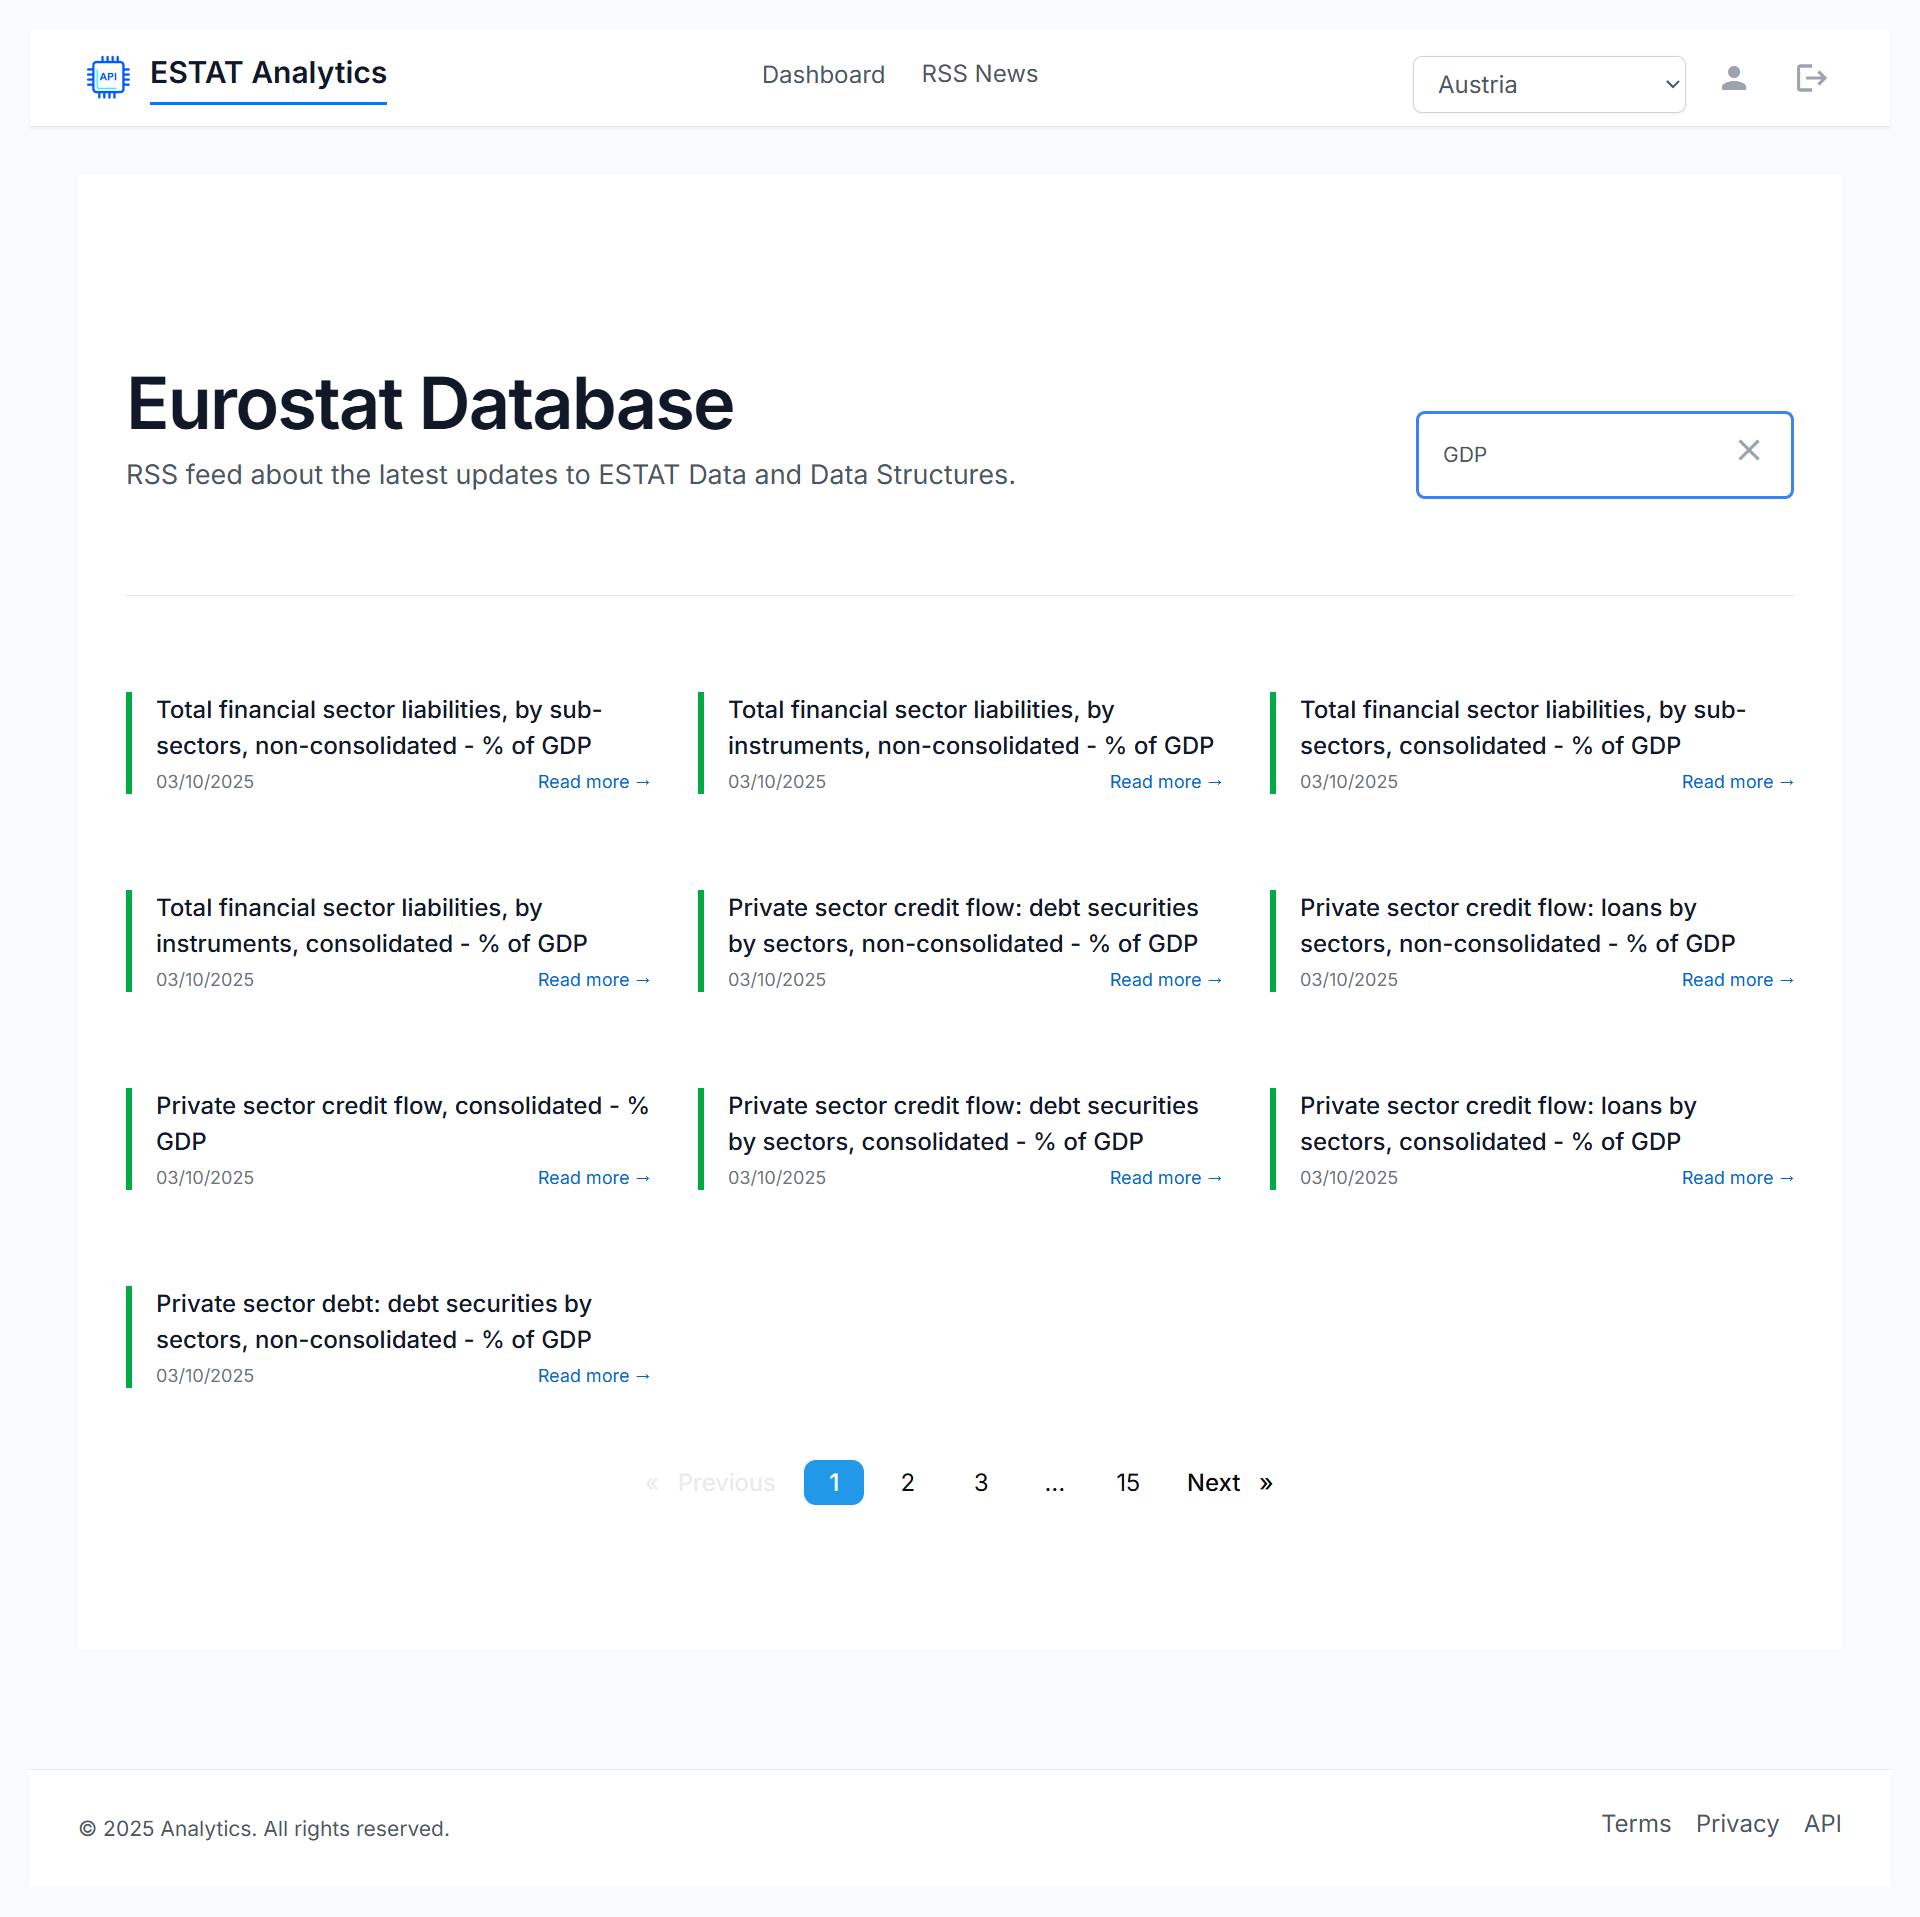 API
ESTAT Analytics
Dashboard
RSS News
Austria
Eurostat Database
RSS feed about the latest updates to ESTAT Data and Data Structures.
GDP
Total financial sector liabilities, by sub-
sectors, non-consolidated - % of GDP
03/10/2025
Read more →
Total financial sector liabilities, by
instruments, non-consolidated - % of GDP
03/10/2025
Read more →
Total financial sector liabilities, by sub-
sectors, consolidated - % of GDP
03/10/2025
Read more →
Total financial sector liabilities, by
instruments, consolidated - % of GDP
03/10/2025
Read more →
Private sector credit flow: debt securities
by sectors, non-consolidated - % of GDP
03/10/2025
Read more →
Private sector credit flow: loans by
sectors, non-consolidated - % of GDP
03/10/2025
Read more →
Private sector credit flow, consolidated - %
GDP
03/10/2025
Read more →
Private sector credit flow: debt securities
by sectors, consolidated - % of GDP
03/10/2025
Read more →
Private sector credit flow: loans by
sectors, consolidated - % of GDP
03/10/2025
Read more →
Private sector debt: debt securities by
sectors, non-consolidated - % of GDP
03/10/2025
Read more →
« Previous 1 2 3 ... 15 Next »
© 2025 Analytics. All rights reserved.
Terms Privacy API